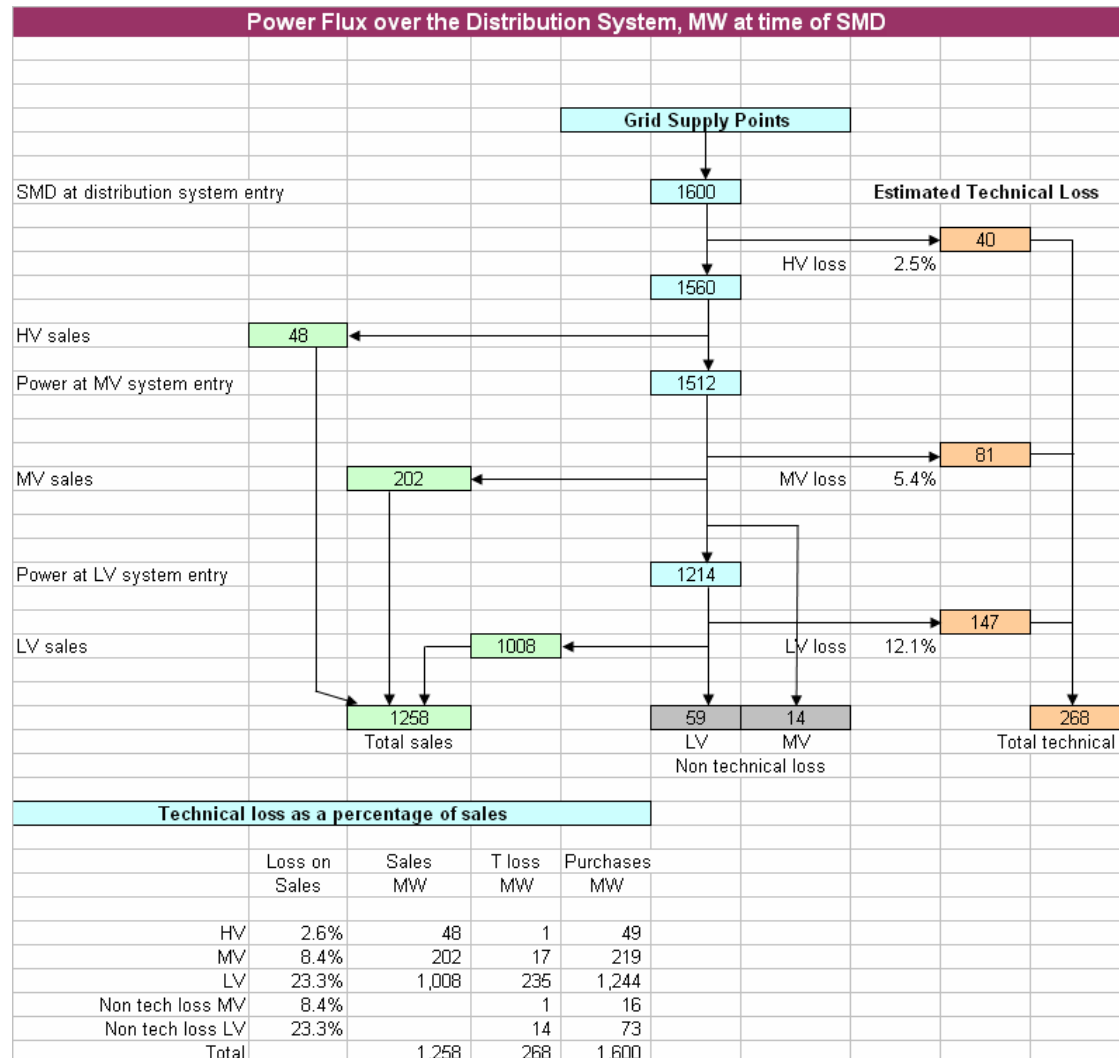 Power Flux over the Distribution System, MW at time of SMD
Grid Supply Points
SMD at distribution system entry 1600 Estimated Technical Loss
40
HV loss 2.5%
1560
HV sales 48
Power at MV system entry 1512
81
MV sales 202 MV loss 5.4%
Power at LV system entry 1214
147
LV sales 1008 LV loss 12.1%
1258 59 14 268
Total sales LV MV Total technical
Non technical loss
Technical loss as a percentage of sales
Loss on Sales T loss Purchases
Sales MW MW MW
HV 2.6% 48 1 49
MV 8.4% 202 17 219
LV 23.3% 1,008 235 1,244
Non tech loss MV 8.4% 1 16
Non tech loss LV 23.3% 14 73
Total 1,258 268 1,600